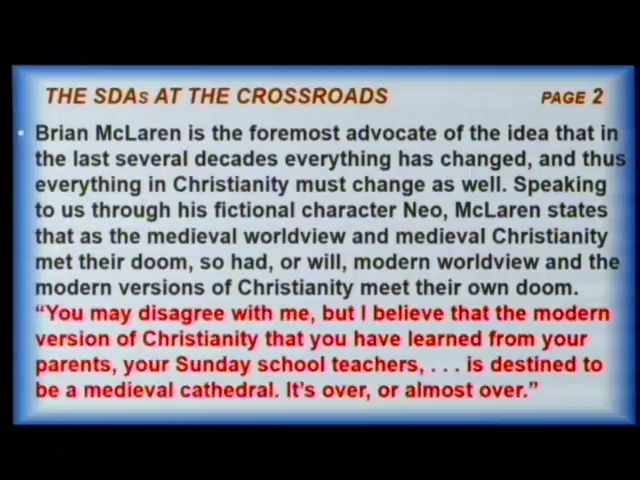 THE SDAs AT THE CROSSROADS PAGE 2
• Brian McLaren is the foremost advocate of the idea that in
the last several decades everything has changed, and thus
everything in Christianity must change as well. Speaking
to us through his fictional character Neo, McLaren states
that as the medieval worldview and medieval Christianity
met their doom, so had, or will, modern worldview and the
modern versions of Christianity meet their own doom.
“You may disagree with me, but I believe that the modern
version of Christianity that you have learned from your
parents, your Sunday school teachers, . . . is destined to
be a medieval cathedral. It’s over, or almost over.”